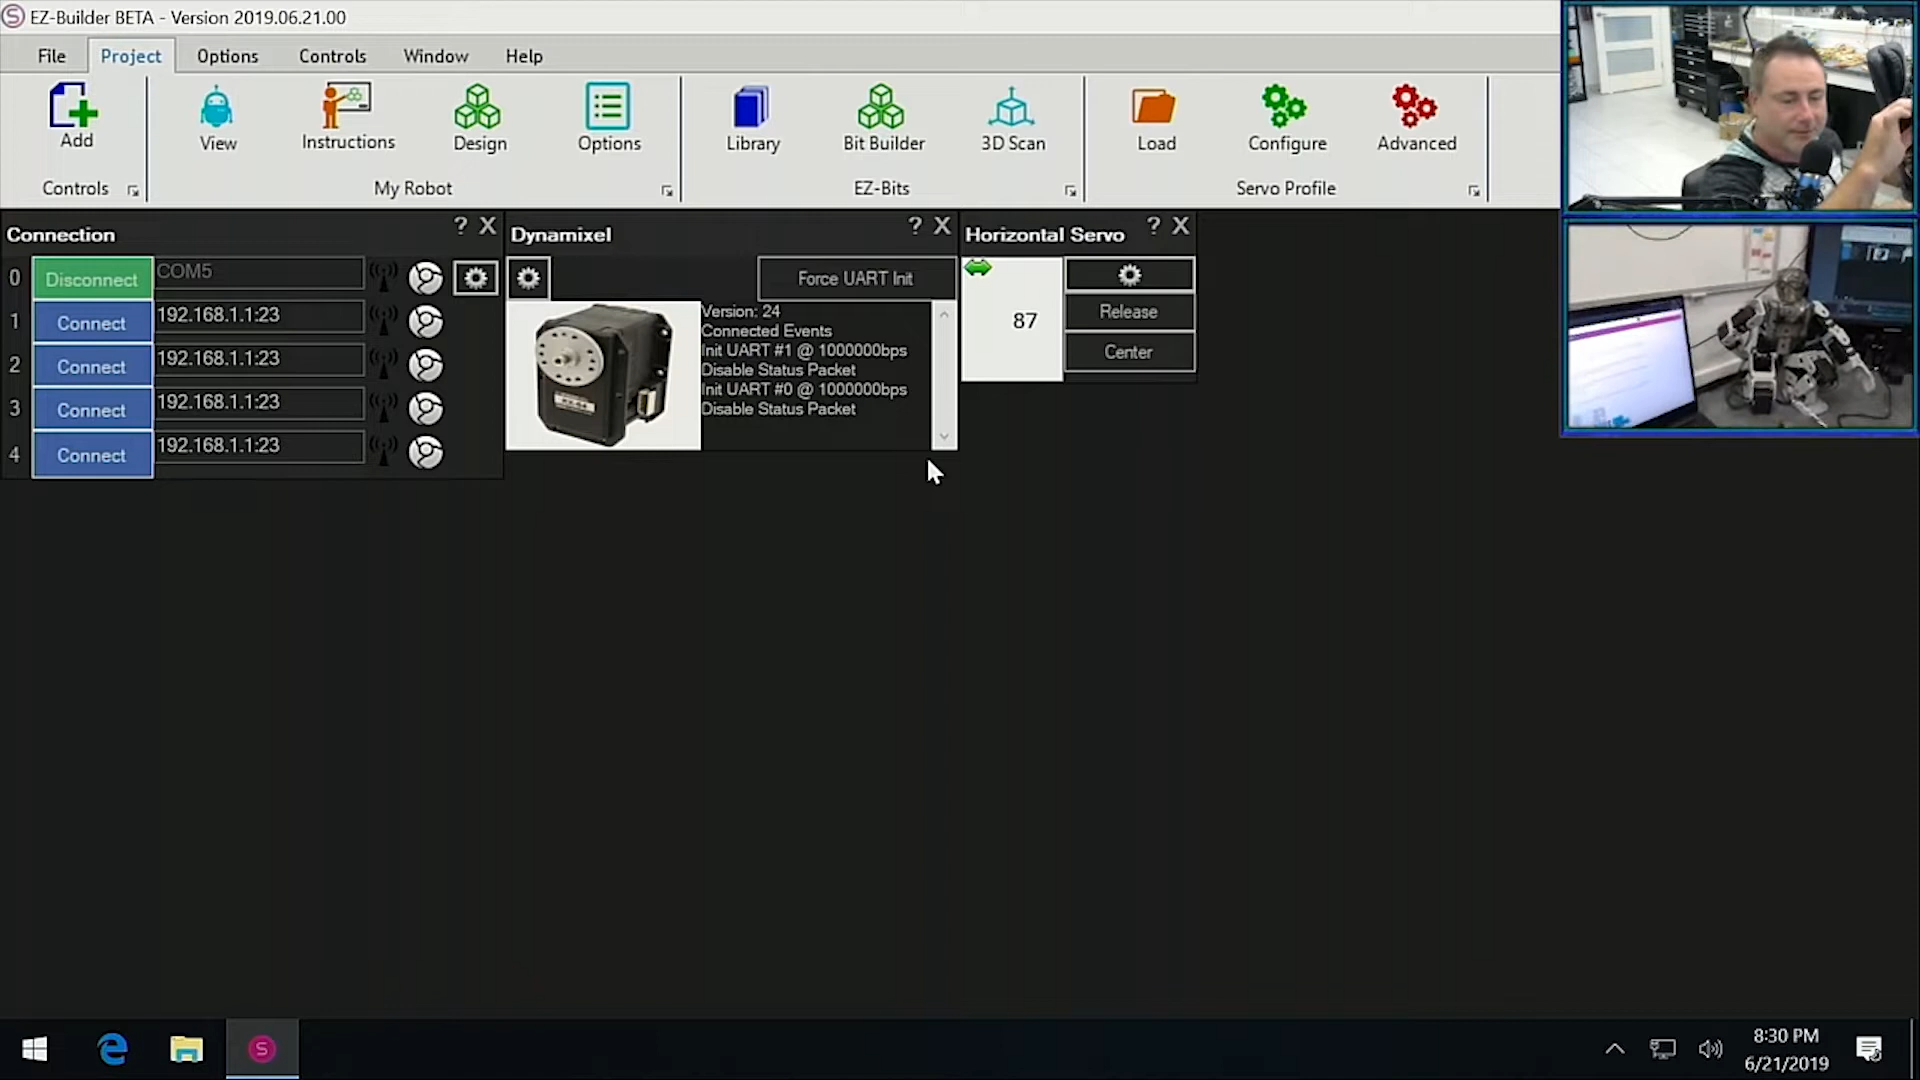 EZ-Builder BETA - Version 2019.06.21.00
File Project Options Controls Window Help
Add View Instructions Design Options Library Bit Builder 3D Scan Load Configure Advanced
Controls My Robot EZ-Bits Servo Profile
Connection ? X
0 Disconnect COM5
1 Connect 192.168.1.1:23
2 Connect 192.168.1.1:23
3 Connect 192.168.1.1:23
4 Connect 192.168.1.1:23
Dynamixel ? X
Force UART Init
Version: 24
Connected Events
Init UART #1 @ 1000000bps
Disable Status Packet
Init UART #0 @ 1000000bps
Disable Status Packet
Horizontal Servo ? X
87
Release
Center
8:30 PM
6/21/2019